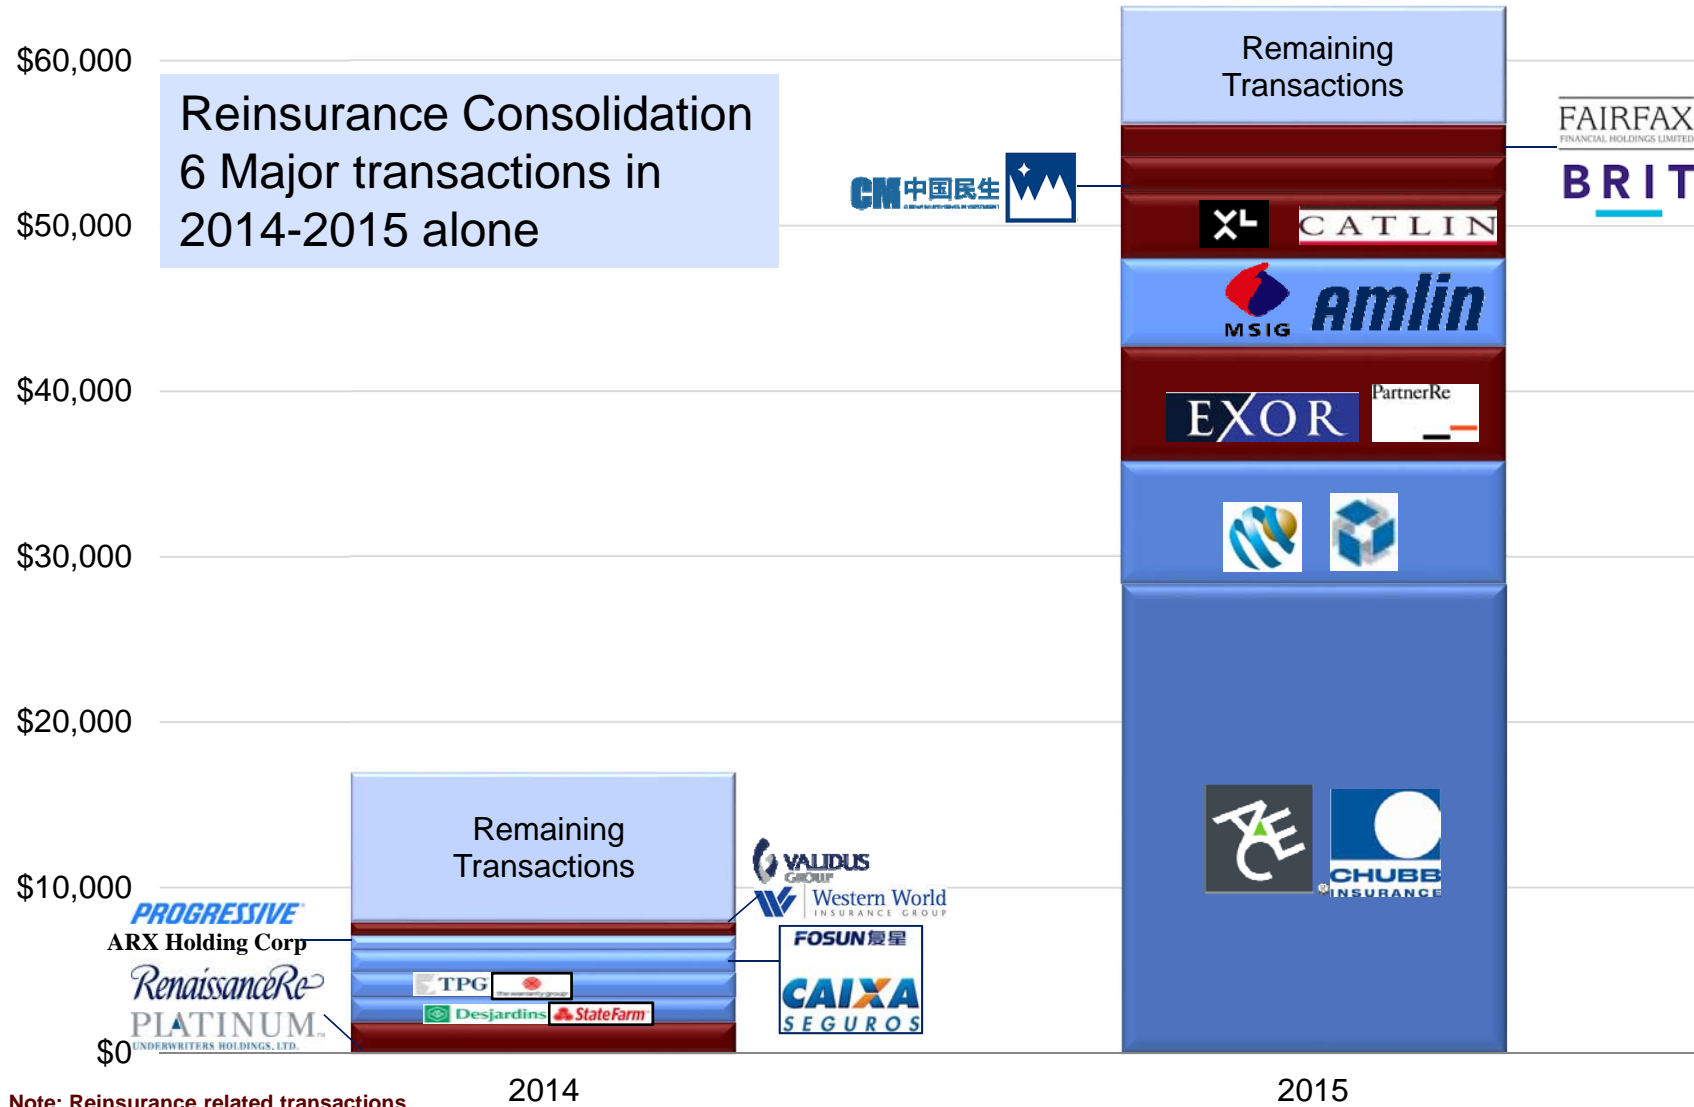 $60,000
$50,000
$40,000
$30,000
$20,000
$10,000
$0
Reinsurance Consolidation
6 Major transactions in
2014-2015 alone
Remaining
Transactions
FAIRFAX
FINANCIAL HOLDINGS LIMITED
BRIT
CM 中国民生
XL CATLIN
MSIG Amlin
EXOR PartnerRe
ACE
CHUBB
INSURANCE
Remaining
Transactions
VALIDUS
GROUP
Western World
INSURANCE GROUP
PROGRESSIVE
ARX Holding Corp
RenaissanceRe
PLATINUM
UNDERWRITERS HOLDINGS, LTD.
FOSUN复星
CAIXA
SEGUROS
TPG the warranty group
Desjardins StateFarm
2014
2015
Note: Reinsurance related transactions